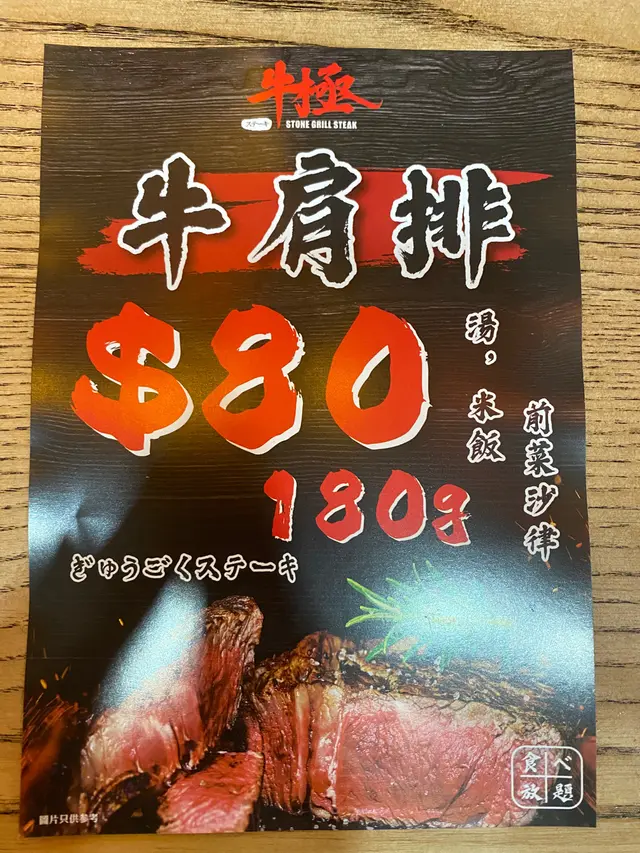 牛極
ステーキ STONE GRILL STEAK
牛肩排
$80
湯，米飯
前菜沙律
180g
ぎゅうごくステーキ
食べ
放題
圖片只供參考